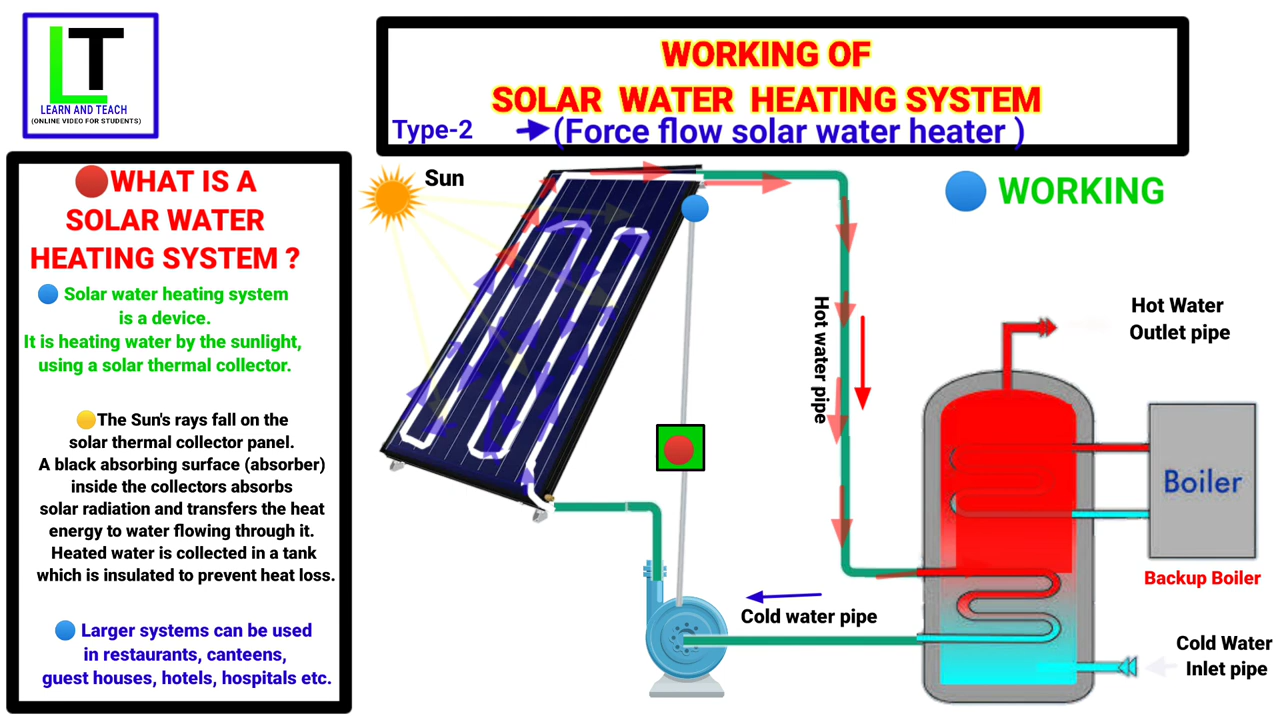 LT
LEARN AND TEACH
(ONLINE VIDEO FOR STUDENTS)
WORKING OF
SOLAR WATER HEATING SYSTEM
Type-2 (Force flow solar water heater )
WHAT IS A
SOLAR WATER
HEATING SYSTEM ?
Solar water heating system
is a device.
It is heating water by the sunlight,
using a solar thermal collector.
The Sun's rays fall on the
solar thermal collector panel.
A black absorbing surface (absorber)
inside the collectors absorbs
solar radiation and transfers the heat
energy to water flowing through it.
Heated water is collected in a tank
which is insulated to prevent heat loss.
Larger systems can be used
in restaurants, canteens,
guest houses, hotels, hospitals etc.
Sun
WORKING
Hot water pipe
Hot Water
Outlet pipe
Boiler
Backup Boiler
Cold water pipe
Cold Water
Inlet pipe